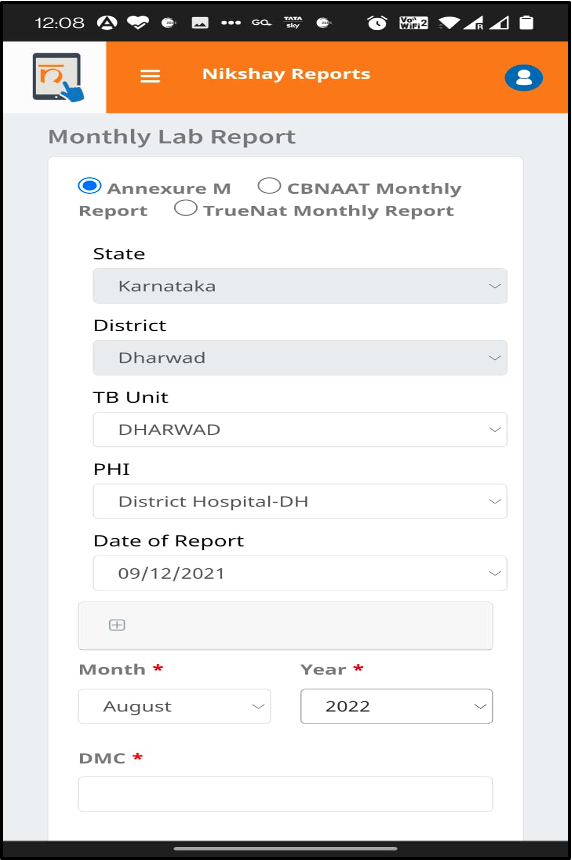 12:08 GQ TATA sky Vo WiFi 2 R
Nikshay Reports
Monthly Lab Report
Annexure M CBNAAT Monthly
Report TrueNat Monthly Report
State
Karnataka
District
Dharwad
TB Unit
DHARWAD
PHI
District Hospital-DH
Date of Report
09/12/2021
Month * Year *
August 2022
DMC *